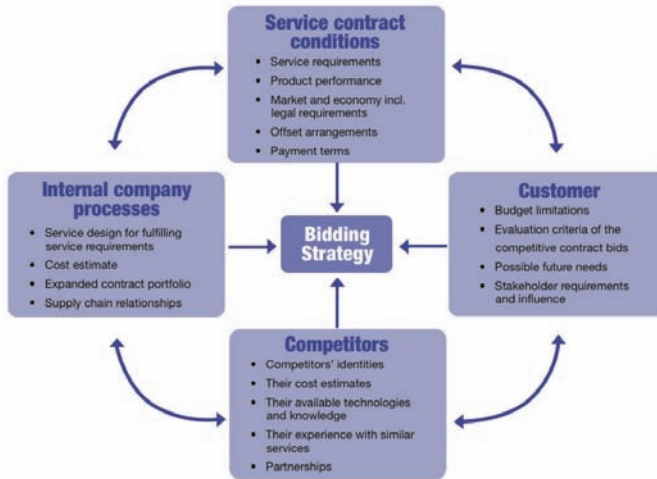 Service contract
conditions
• Service requirements
• Product performance
• Market and economy incl.
legal requirements
• Offset arrangements
• Payment terms
Internal company
processes
• Service design for fulfilling
service requirements
• Cost estimate
• Expanded contract portfolio
• Supply chain relationships
Bidding
Strategy
Customer
• Budget limitations
• Evaluation criteria of the
competitive contract bids
• Possible future needs
• Stakeholder requirements
and influence
Competitors
• Competitors' identities
• Their cost estimates
• Their available technologies
and knowledge
• Their experience with similar
services
• Partnerships